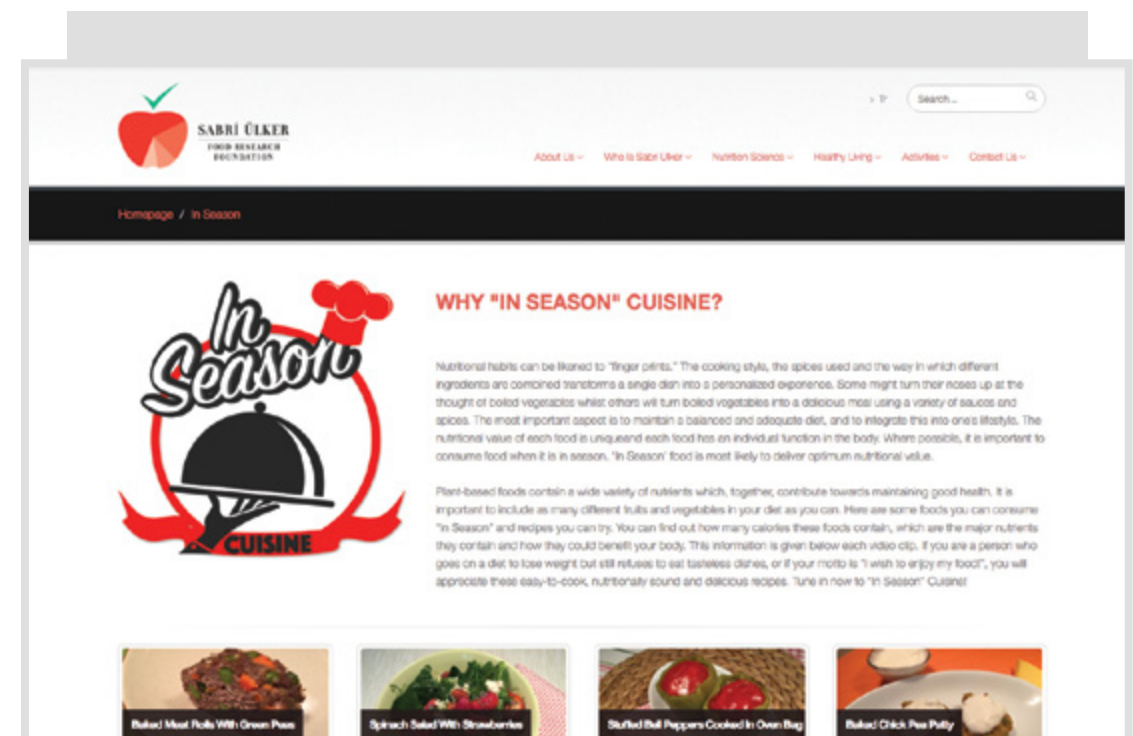 SABRİ ÜLKER
FOOD RESEARCH
FOUNDATION
> Tr
Search...
About Us
Who Is Sabri Ulker
Nutrition Science
Healthy Living
Activities
Contact Us
Homepage / In Season
In
Season
CUISINE
WHY "IN SEASON" CUISINE?
Nutritional habits can be likened to "finger prints." The cooking style, the spices used and the way in which different
ingredients are combined transforms a single dish into a personalized experience. Some might turn their noses up at the
thought of boiled vegetables whilst others will turn boiled vegetables into a delicious meal using a variety of sauces and
spices. The most important aspect is to maintain a balanced and adequate diet, and to integrate this into one's lifestyle. The
nutritional value of each food is uniqueand each food has an individual function in the body. Where possible, it is important to
consume food when it is in season. 'In Season' food is most likely to deliver optimum nutritional value.
Plant-based foods contain a wide variety of nutrients which, together, contribute towards maintaining good health. It is
important to include as many different fruits and vegetables in your diet as you can. Here are some foods you can consume
"In Season" and recipes you can try. You can find out how many calories these foods contain, which are the major nutrients
they contain and how they could benefit your body. This information is given below each video clip. If you are a person who
goes on a diet to lose weight but still refuses to eat tasteless dishes, or if your motto is "I wish to enjoy my food!", you will
appreciate these easy-to-cook, nutritionally sound and delicious recipes. Tune in now to "In Season" Cuisine!
Baked Meat Rolls With Green Peas
Spinach Salad With Strawberries
Stuffed Bell Peppers Cooked In Oven Bag
Baked Chick Pea Patty